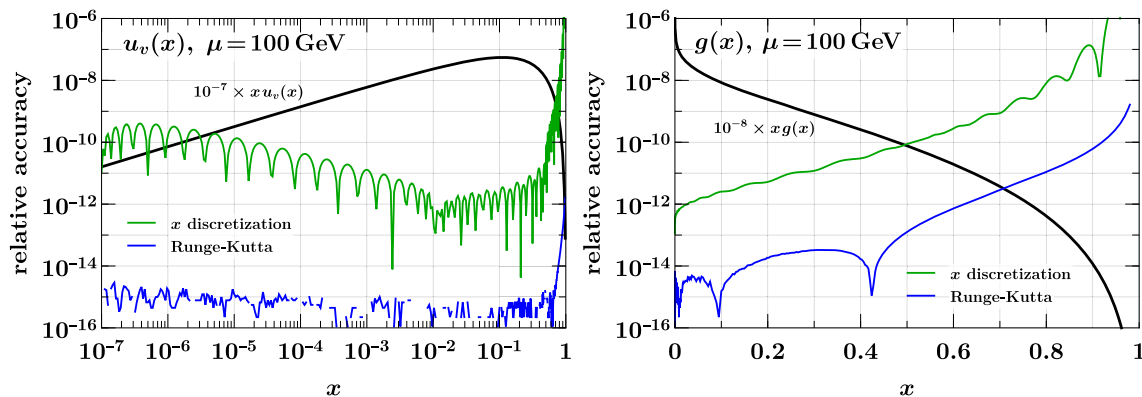 relative accuracy
10⁻⁶
10⁻⁸
10⁻¹⁰
10⁻¹²
10⁻¹⁴
10⁻¹⁶
u_v(x), μ = 100 GeV
10⁻⁷ × x u_v(x)
x discretization
Runge-Kutta
10⁻⁷ 10⁻⁶ 10⁻⁵ 10⁻⁴ 10⁻³ 10⁻² 10⁻¹ 1
x
relative accuracy
10⁻⁶
10⁻⁸
10⁻¹⁰
10⁻¹²
10⁻¹⁴
10⁻¹⁶
g(x), μ = 100 GeV
10⁻⁸ × x g(x)
x discretization
Runge-Kutta
0 0.2 0.4 0.6 0.8 1
x